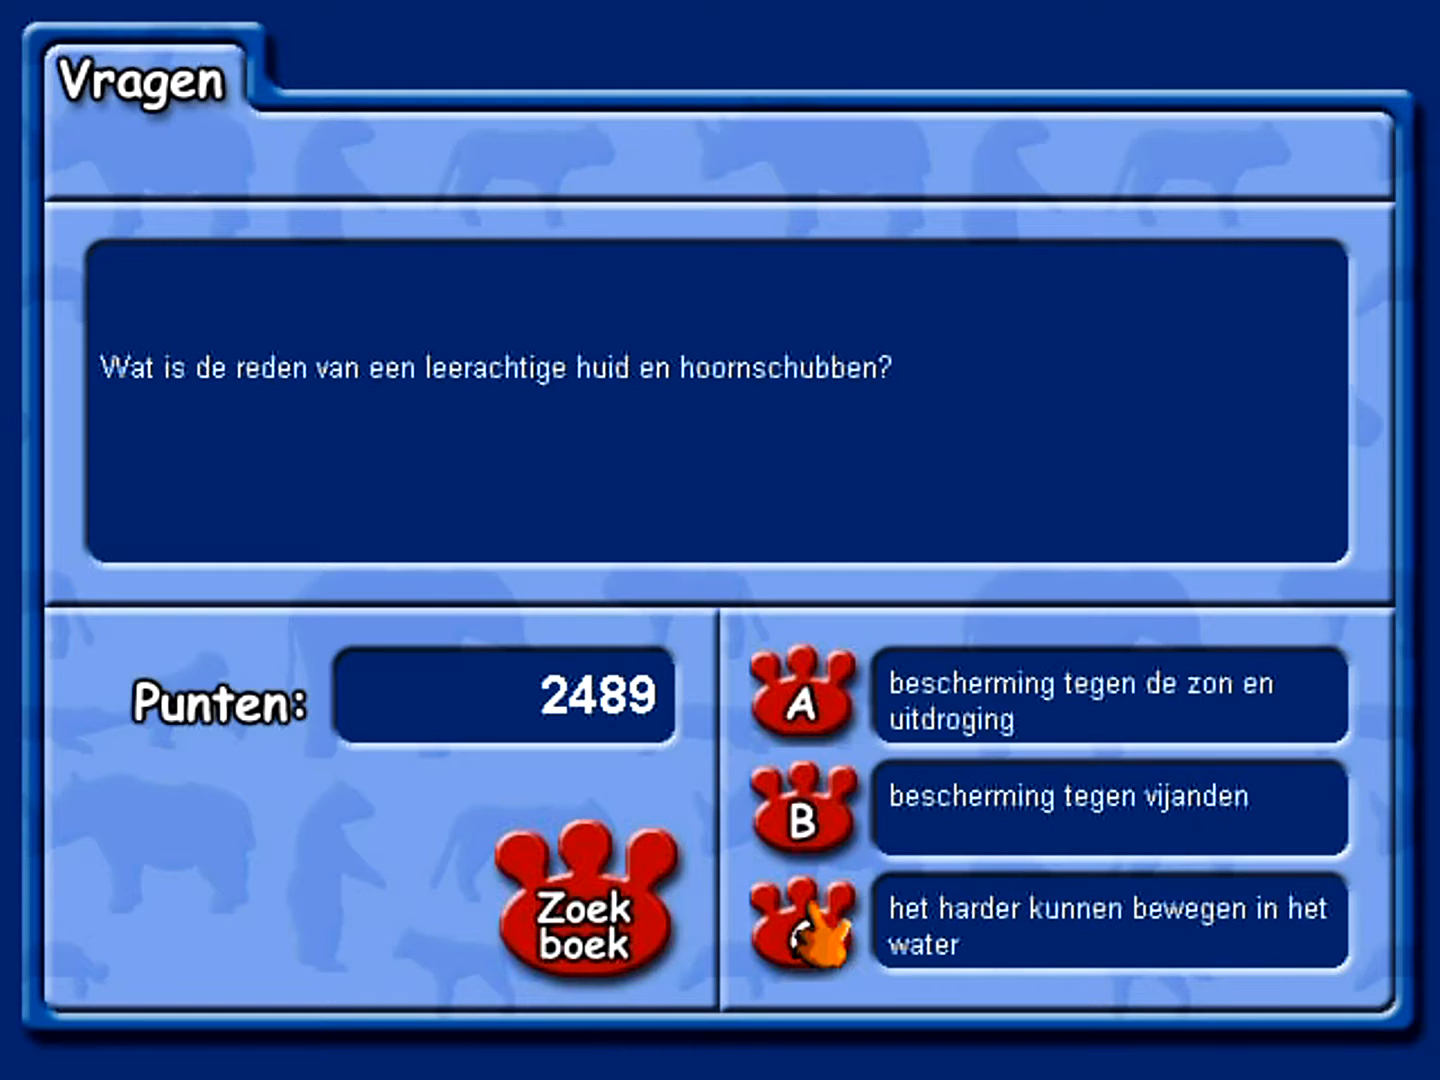 Vragen
Wat is de reden van een leerachtige huid en hoornschubben?
Punten:
2489
Zoek
boek
A
bescherming tegen de zon en
uitdroging
B
bescherming tegen vijanden
het harder kunnen bewegen in het
water